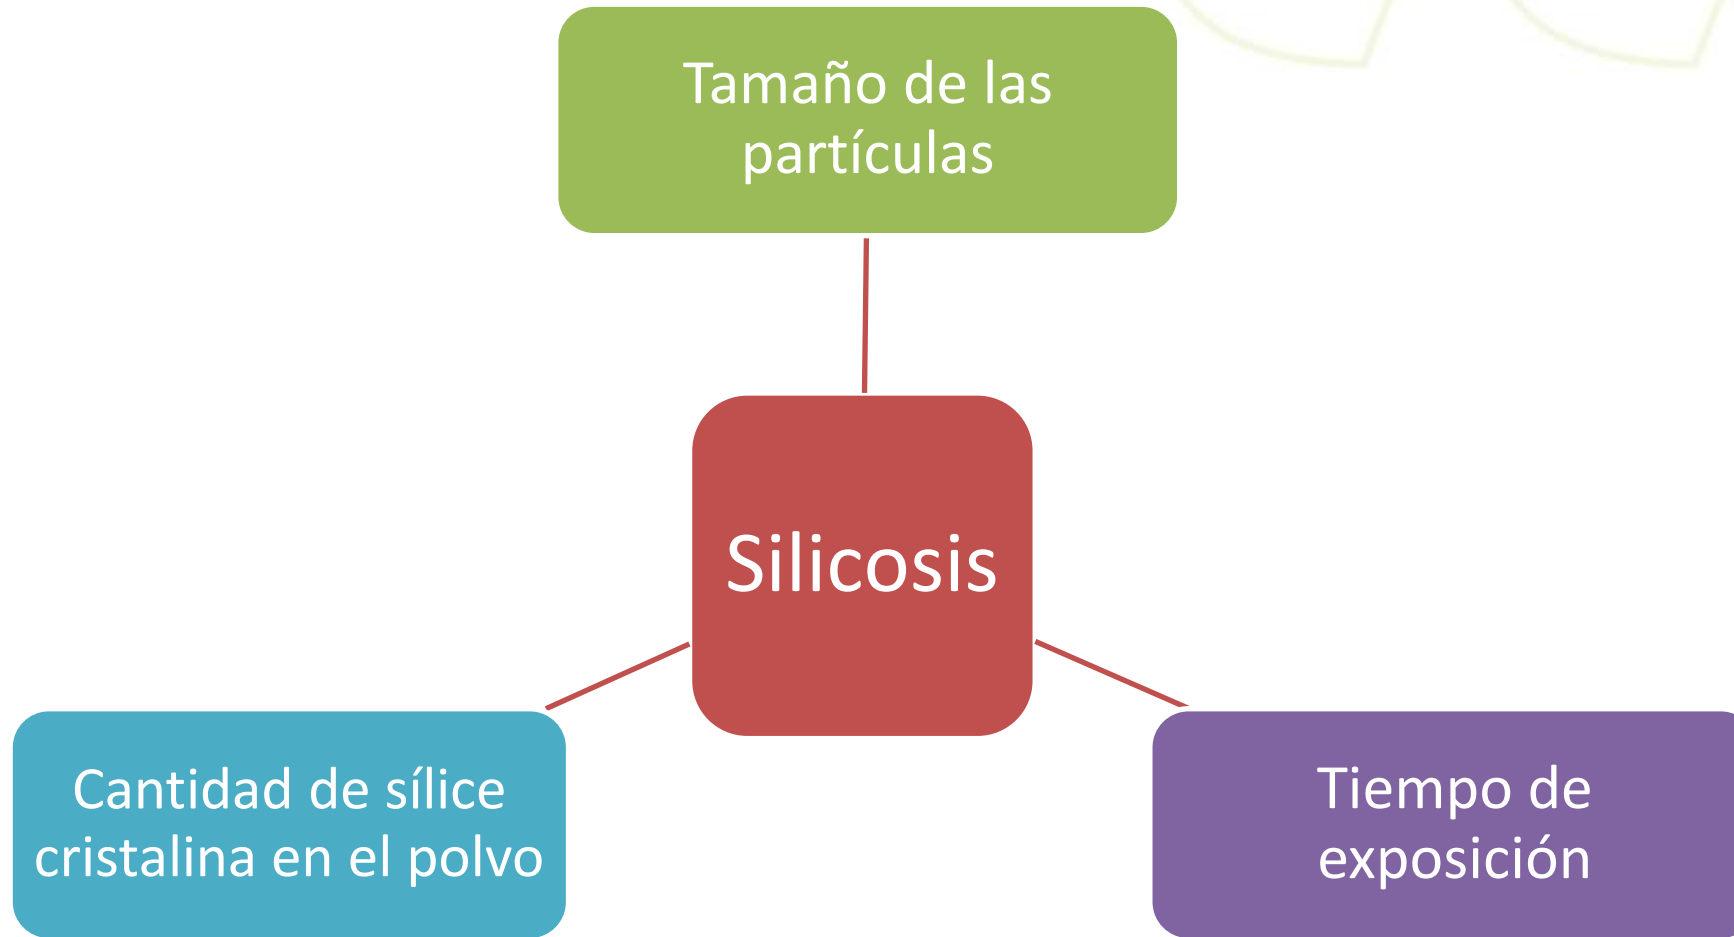 Tamaño de las
partículas
Silicosis
Cantidad de sílice
cristalina en el polvo
Tiempo de
exposición